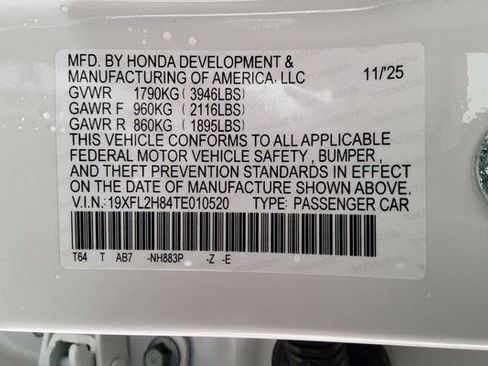 MFD. BY HONDA DEVELOPMENT &
MANUFACTURING OF AMERICA, LLC 11/'25
GVWR 1790KG (3946LBS)
GAWR F 960KG (2116LBS)
GAWR R 860KG (1895LBS)
THIS VEHICLE CONFORMS TO ALL APPLICABLE
FEDERAL MOTOR VEHICLE SAFETY , BUMPER ,
AND THEFT PREVENTION STANDARDS IN EFFECT
ON THE DATE OF MANUFACTURE SHOWN ABOVE.
V.I.N.:19XFL2H84TE010520 TYPE: PASSENGER CAR
T64 T AB7 -NH883P -Z -E